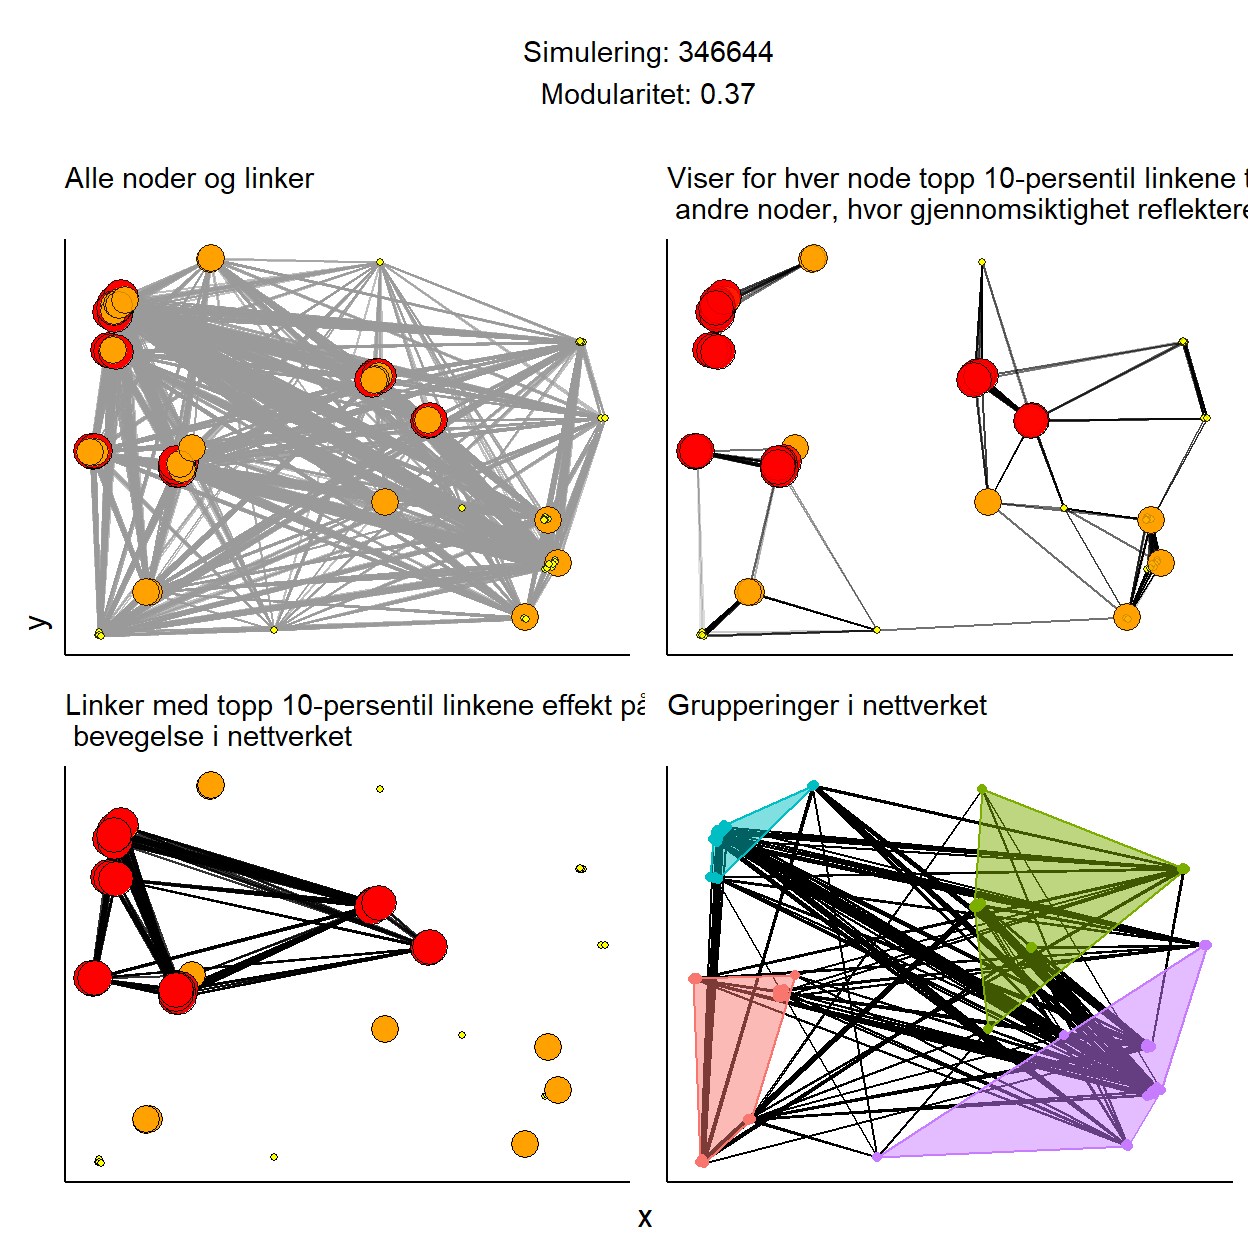 Simulering: 346644
Modularitet: 0.37
Alle noder og linker
Viser for hver node topp 10-persentil linkene
andre noder, hvor gjennomsiktighet
y
Linker med topp 10-persentil linkene effekt på
bevegelse i nettverket
Grupperinger i nettverket
x